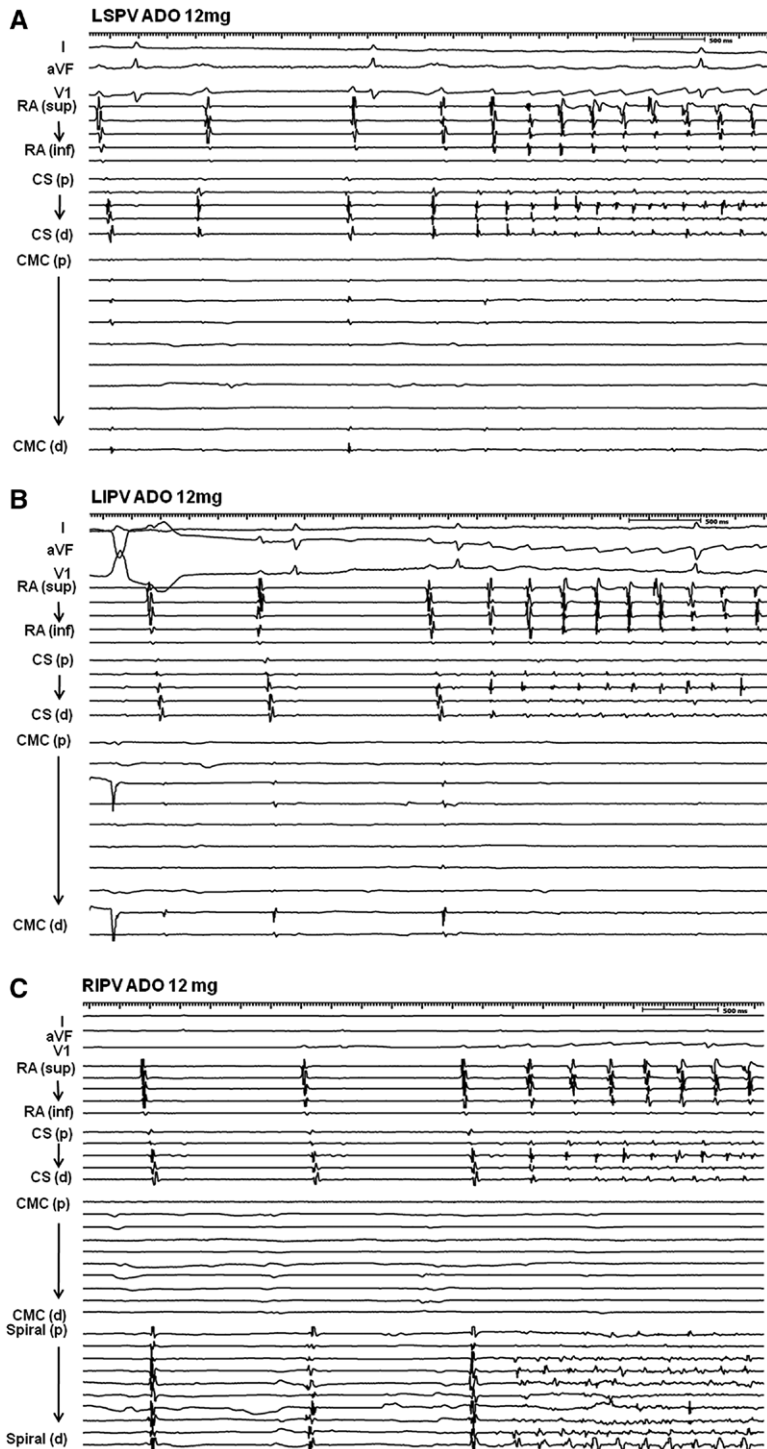 A
LSPV ADO 12mg
500 ms
I
aVF
V1
RA (sup)
RA (inf)
CS (p)
CS (d)
CMC (p)
CMC (d)
B
LIPV ADO 12mg
500 ms
I
aVF
V1
RA (sup)
RA (inf)
CS (p)
CS (d)
CMC (p)
CMC (d)
C
RIPV ADO 12 mg
500 ms
I
aVF
V1
RA (sup)
RA (inf)
CS (p)
CS (d)
CMC (p)
CMC (d)
Spiral (p)
Spiral (d)